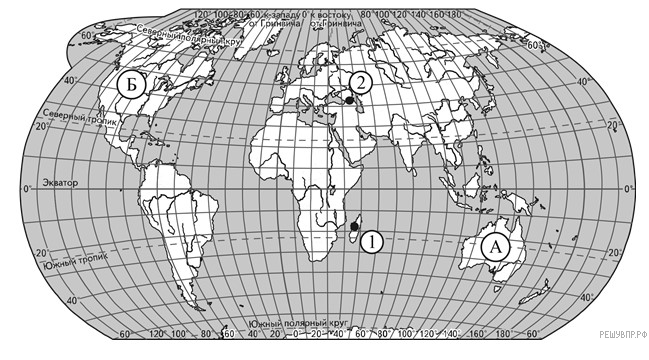 120 100 80 60 к западу 0 к востоку 80 100 120 140 160 180
от Гринвича от Гринвича
Северный полярный круг
60° 60°
2
Б
40° 40°
Северный тропик
20° 20°
Экватор
0° 0°
1
А
20 20
Южный тропик
40 40
Южный полярный круг
60 120 100 80 60 40 20 0 20 40 60 80 100 120 140 160 180 60
РЕШУВПР.РФ